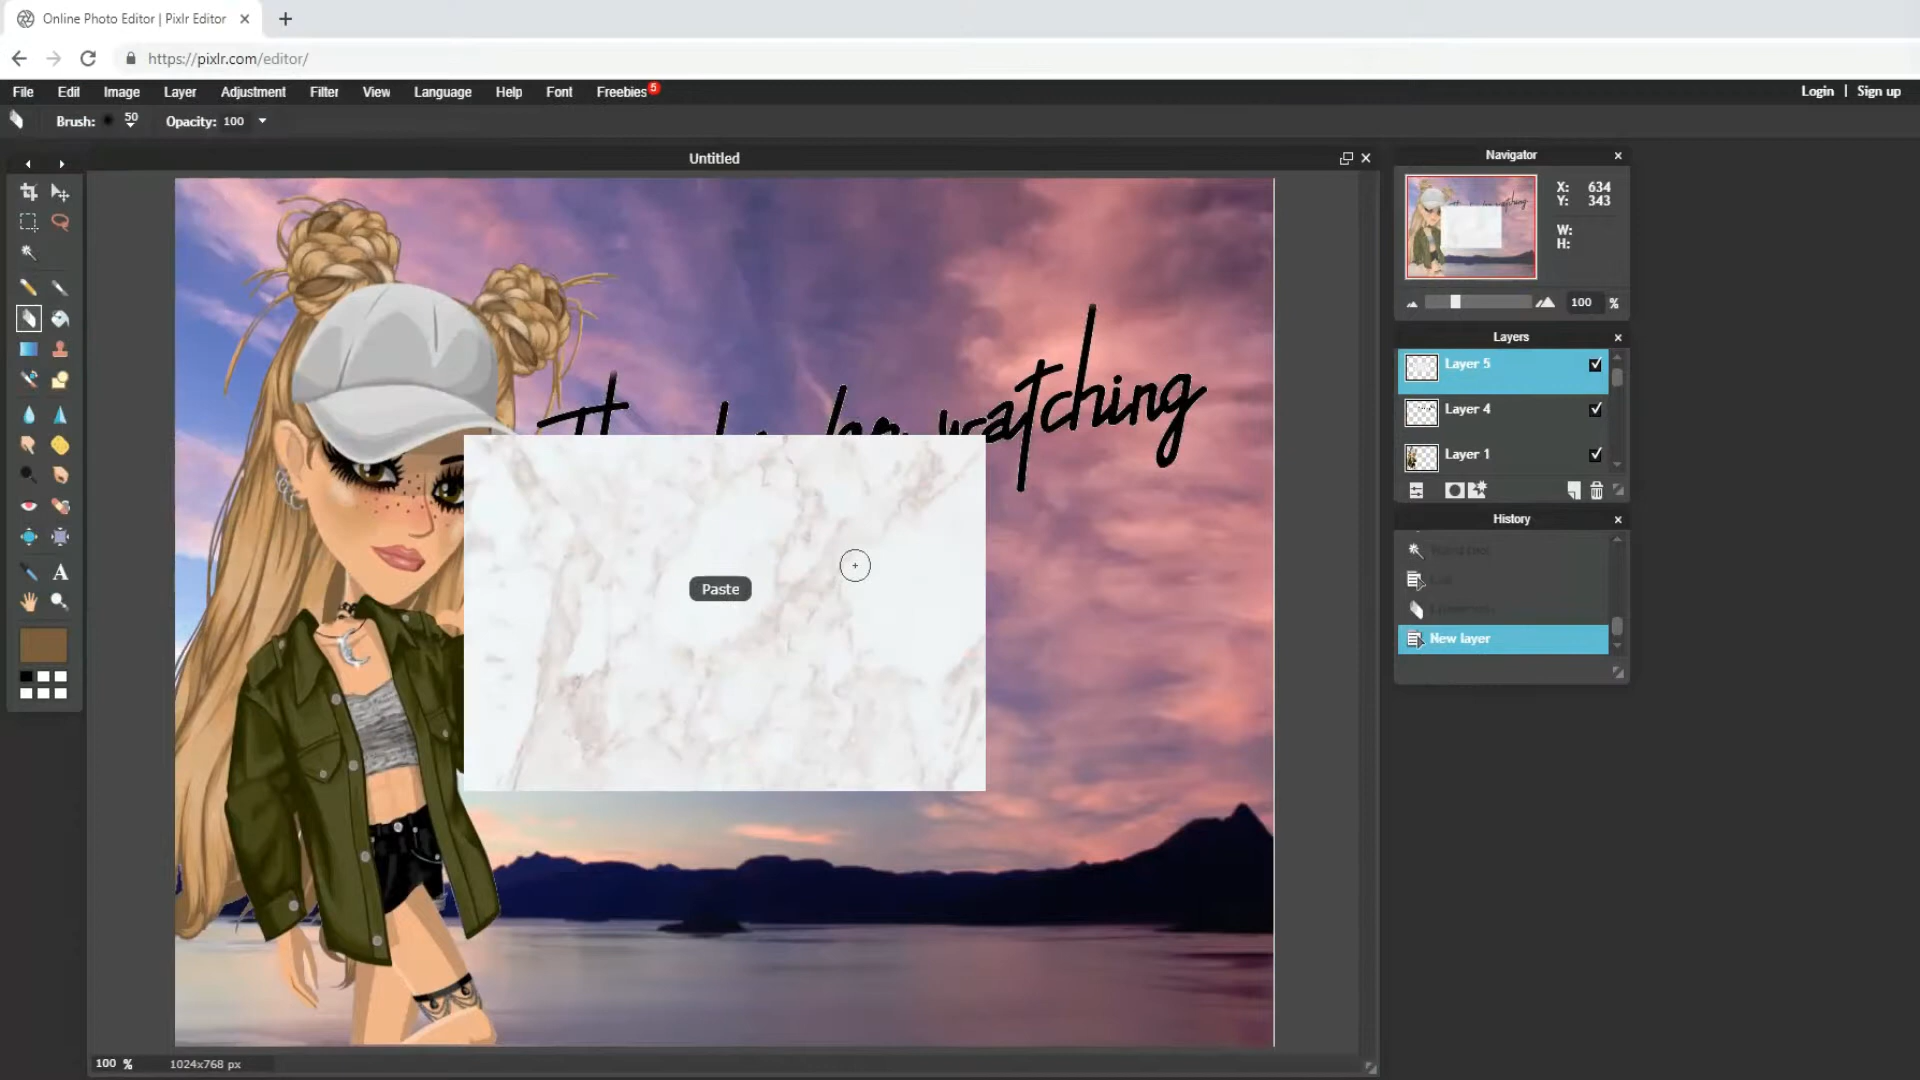 Online Photo Editor | Pixlr Editor
https://pixlr.com/editor/
File Edit Image Layer Adjustment Filter View Language Help Font Freebies 5
Login | Sign up
Brush: 50 Opacity: 100
Untitled
Navigator
X: 634
Y: 343
W:
H:
100 %
Layers
Layer 5
Layer 4
Layer 1
History
New layer
watching
Paste
A
100 % 1024x768 px